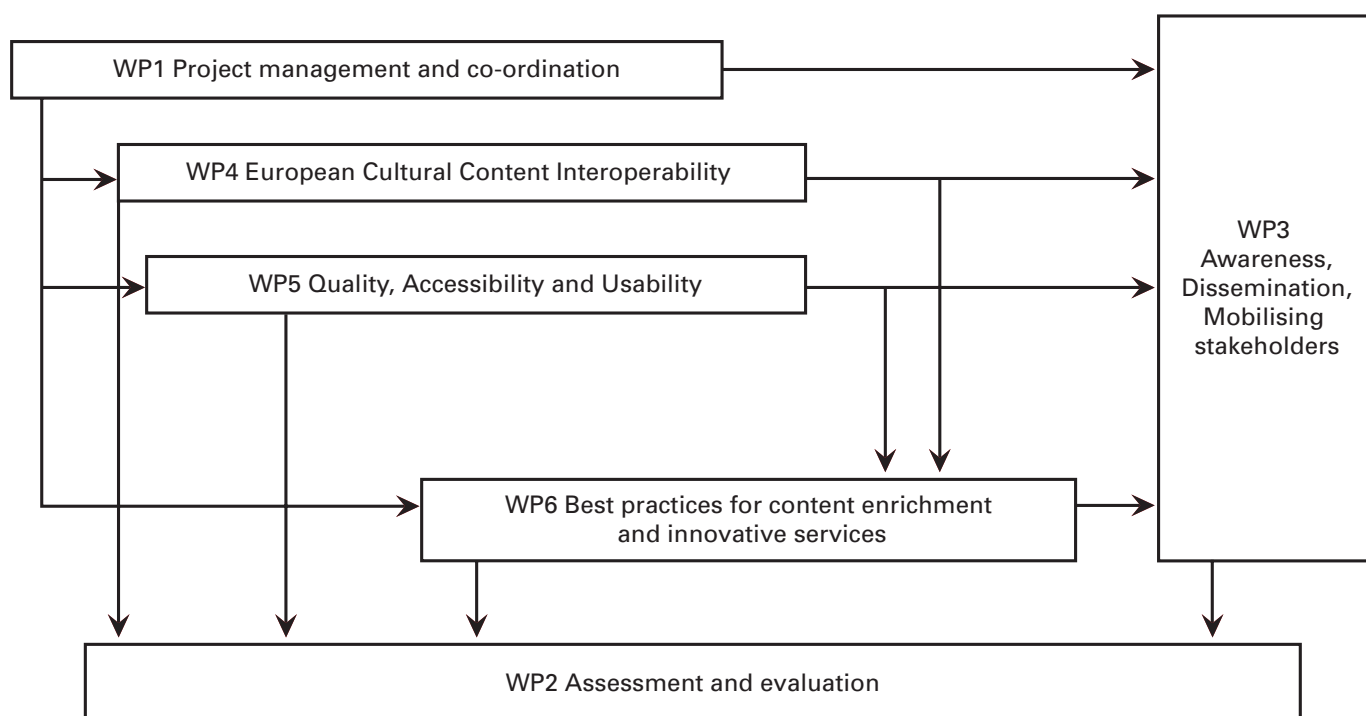 WP1 Project management and co-ordination
WP4 European Cultural Content Interoperability
WP5 Quality, Accessibility and Usability
WP3
Awareness,
Dissemination,
Mobilising
stakeholders
WP6 Best practices for content enrichment
and innovative services
WP2 Assessment and evaluation